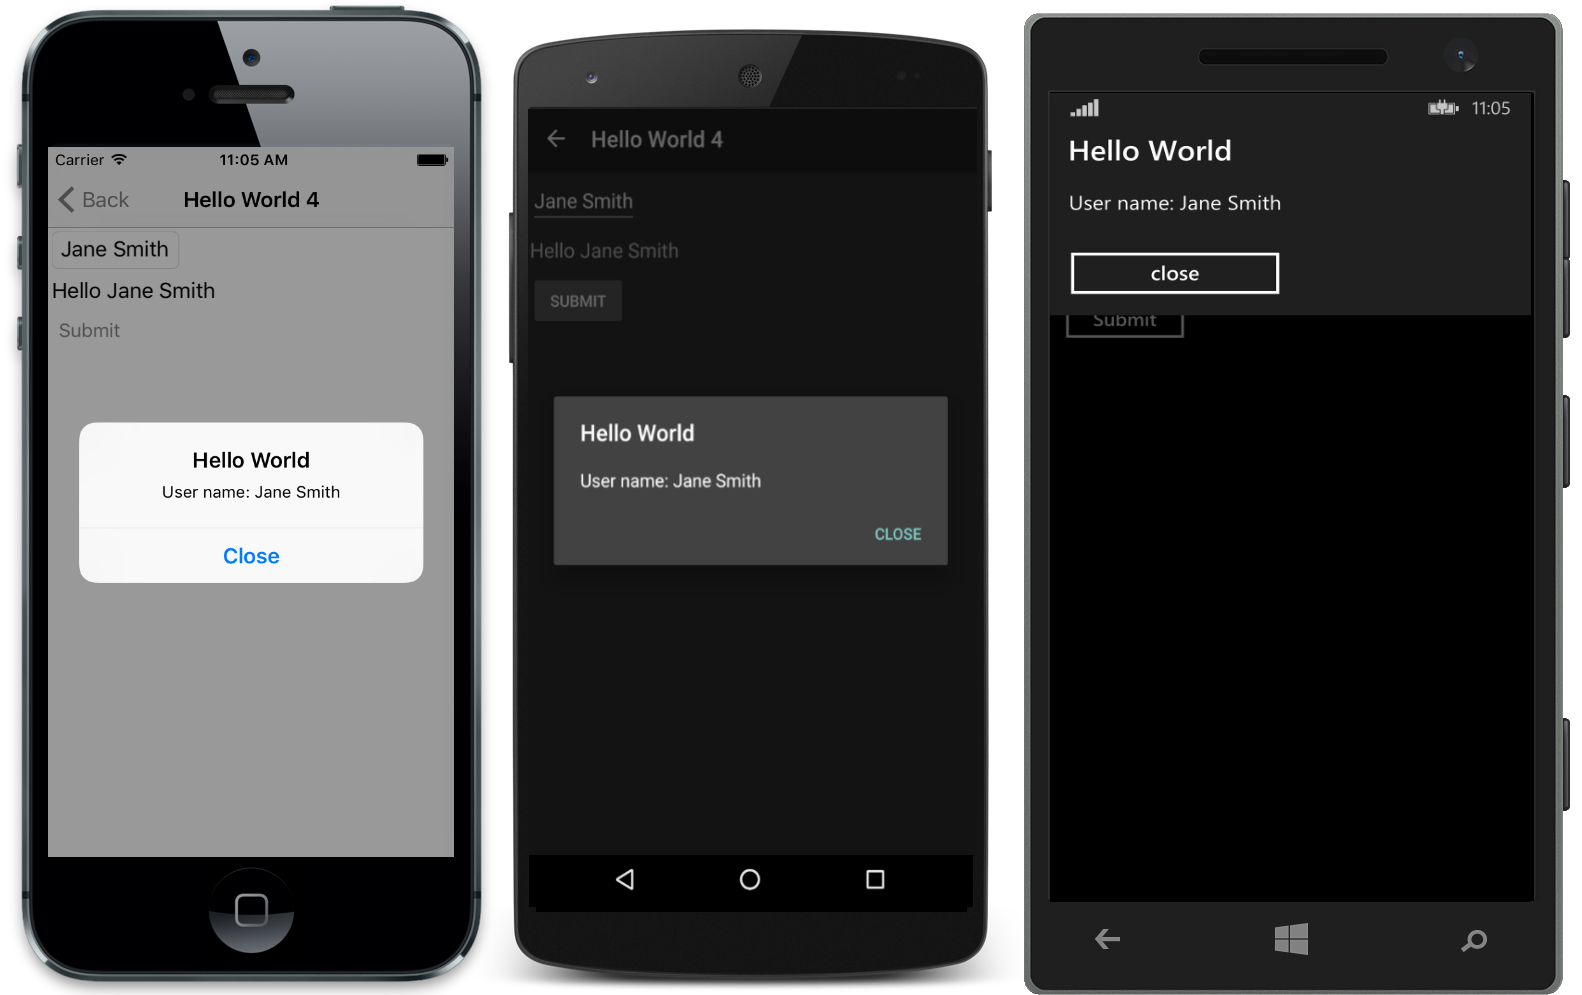 Carrier
11:05 AM
Back
Hello World 4
Jane Smith
Hello Jane Smith
Submit
Hello World
User name: Jane Smith
Close
Hello World 4
Jane Smith
Hello Jane Smith
SUBMIT
Hello World
User name: Jane Smith
CLOSE
11:05
Hello World
User name: Jane Smith
close
Submit